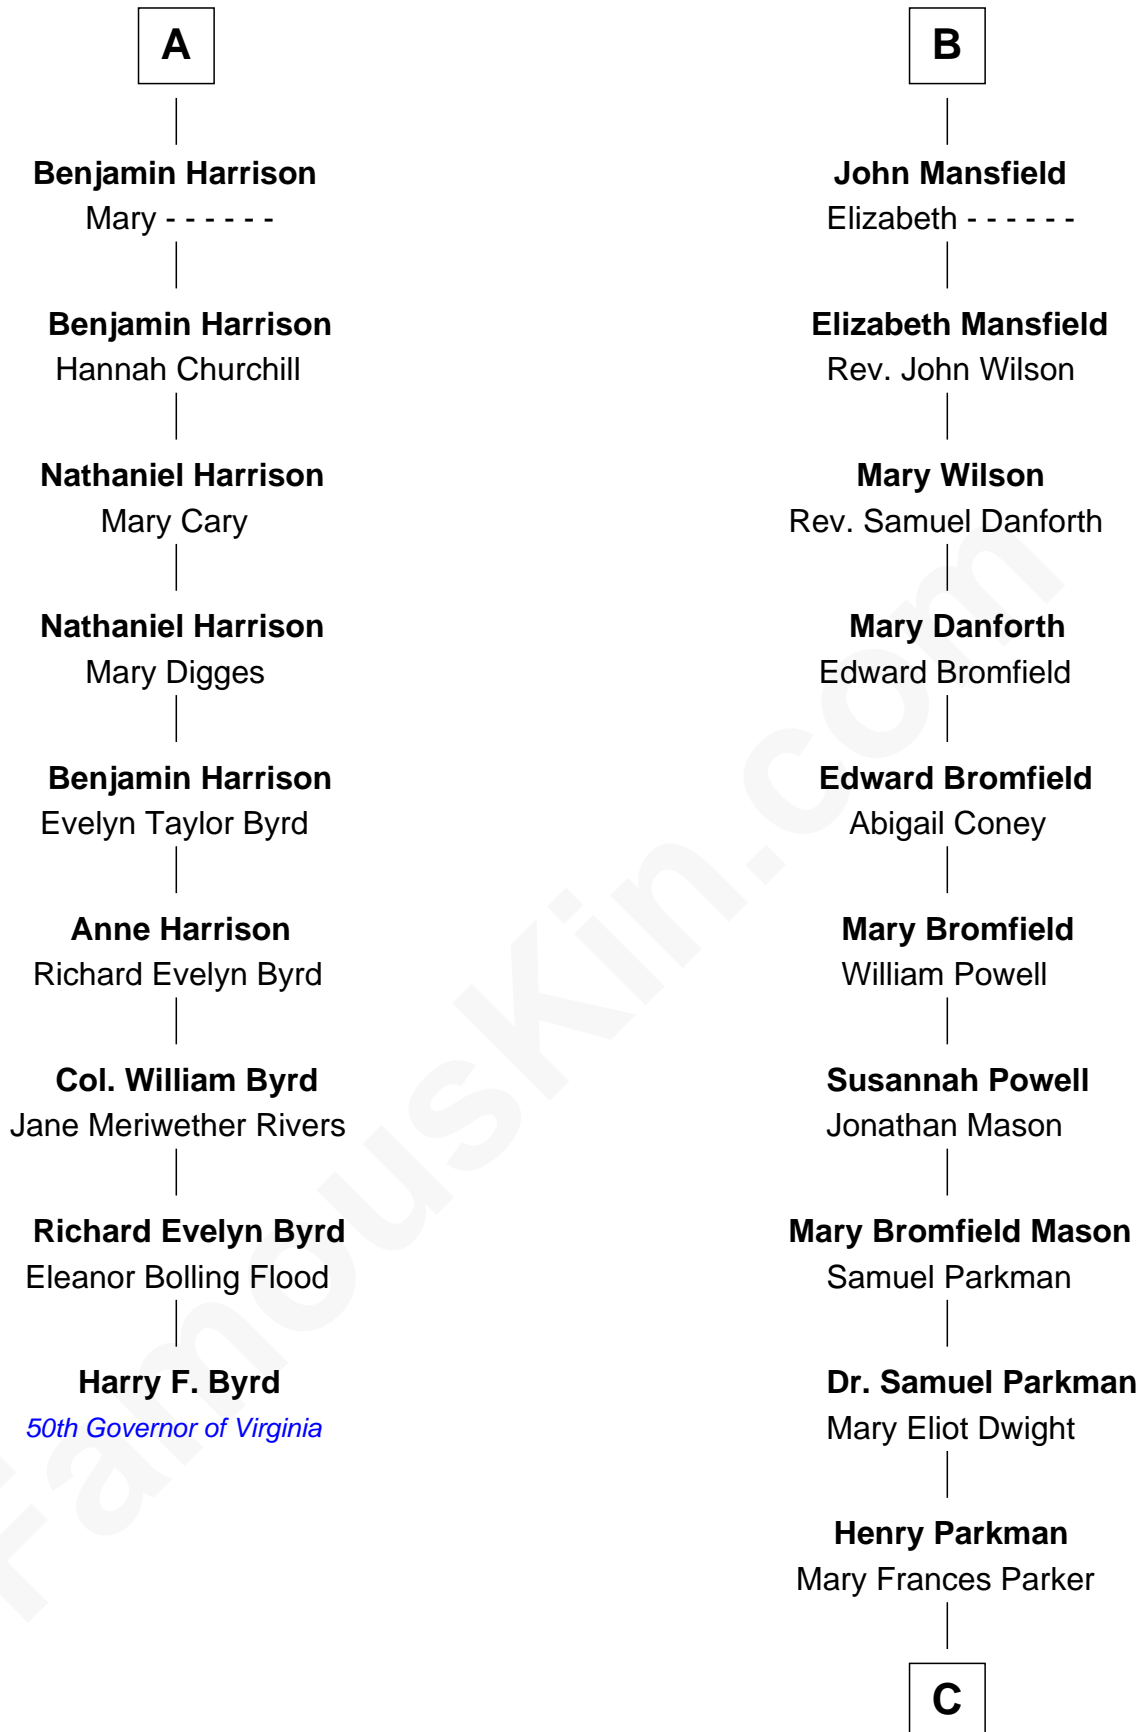 A
Benjamin Harrison
Mary - - - - - -
Benjamin Harrison
Hannah Churchill
Nathaniel Harrison
Mary Cary
Nathaniel Harrison
Mary Digges
Benjamin Harrison
Evelyn Taylor Byrd
Anne Harrison
Richard Evelyn Byrd
Col. William Byrd
Jane Meriwether Rivers
Richard Evelyn Byrd
Eleanor Bolling Flood
Harry F. Byrd
50th Governor of Virginia
B
John Mansfield
Elizabeth - - - - - -
Elizabeth Mansfield
Rev. John Wilson
Mary Wilson
Rev. Samuel Danforth
Mary Danforth
Edward Bromfield
Edward Bromfield
Abigail Coney
Mary Bromfield
William Powell
Susannah Powell
Jonathan Mason
Mary Bromfield Mason
Samuel Parkman
Dr. Samuel Parkman
Mary Eliot Dwight
Henry Parkman
Mary Frances Parker
C
FamousKin.com